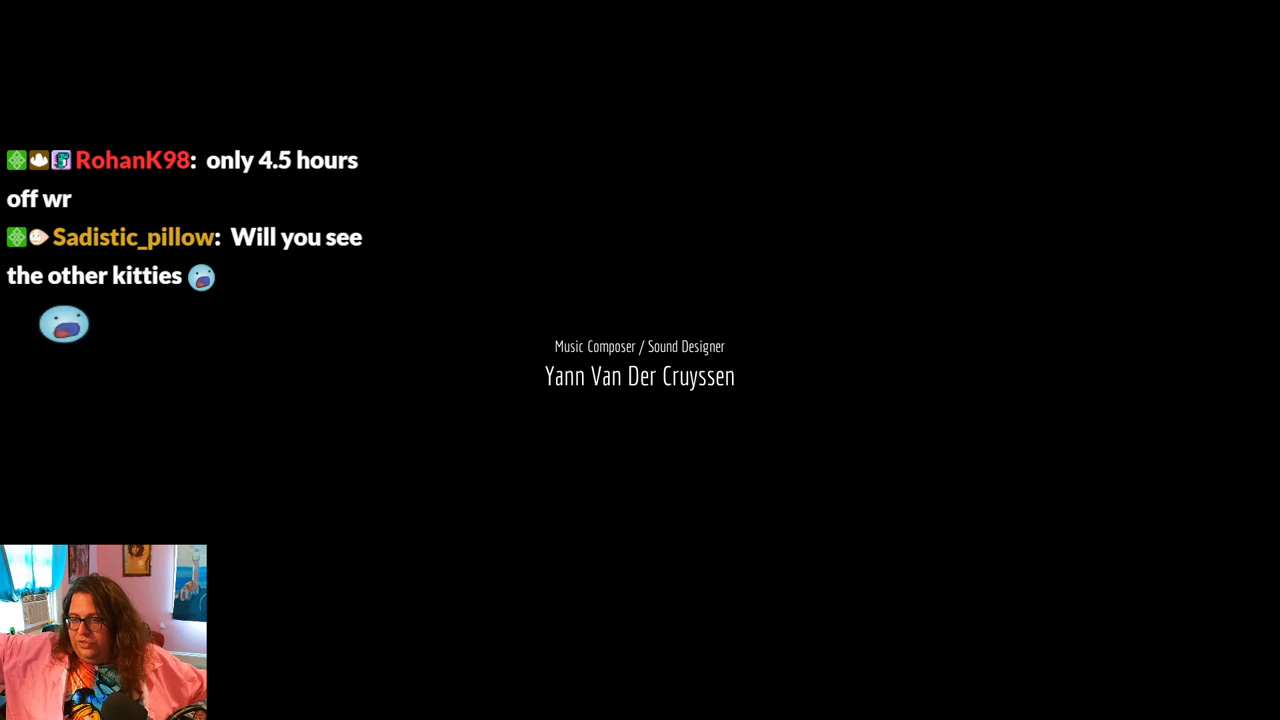 RohanK98: only 4.5 hours
off wr
Sadistic_pillow: Will you see
the other kitties
Music Composer / Sound Designer
Yann Van Der Cruyssen